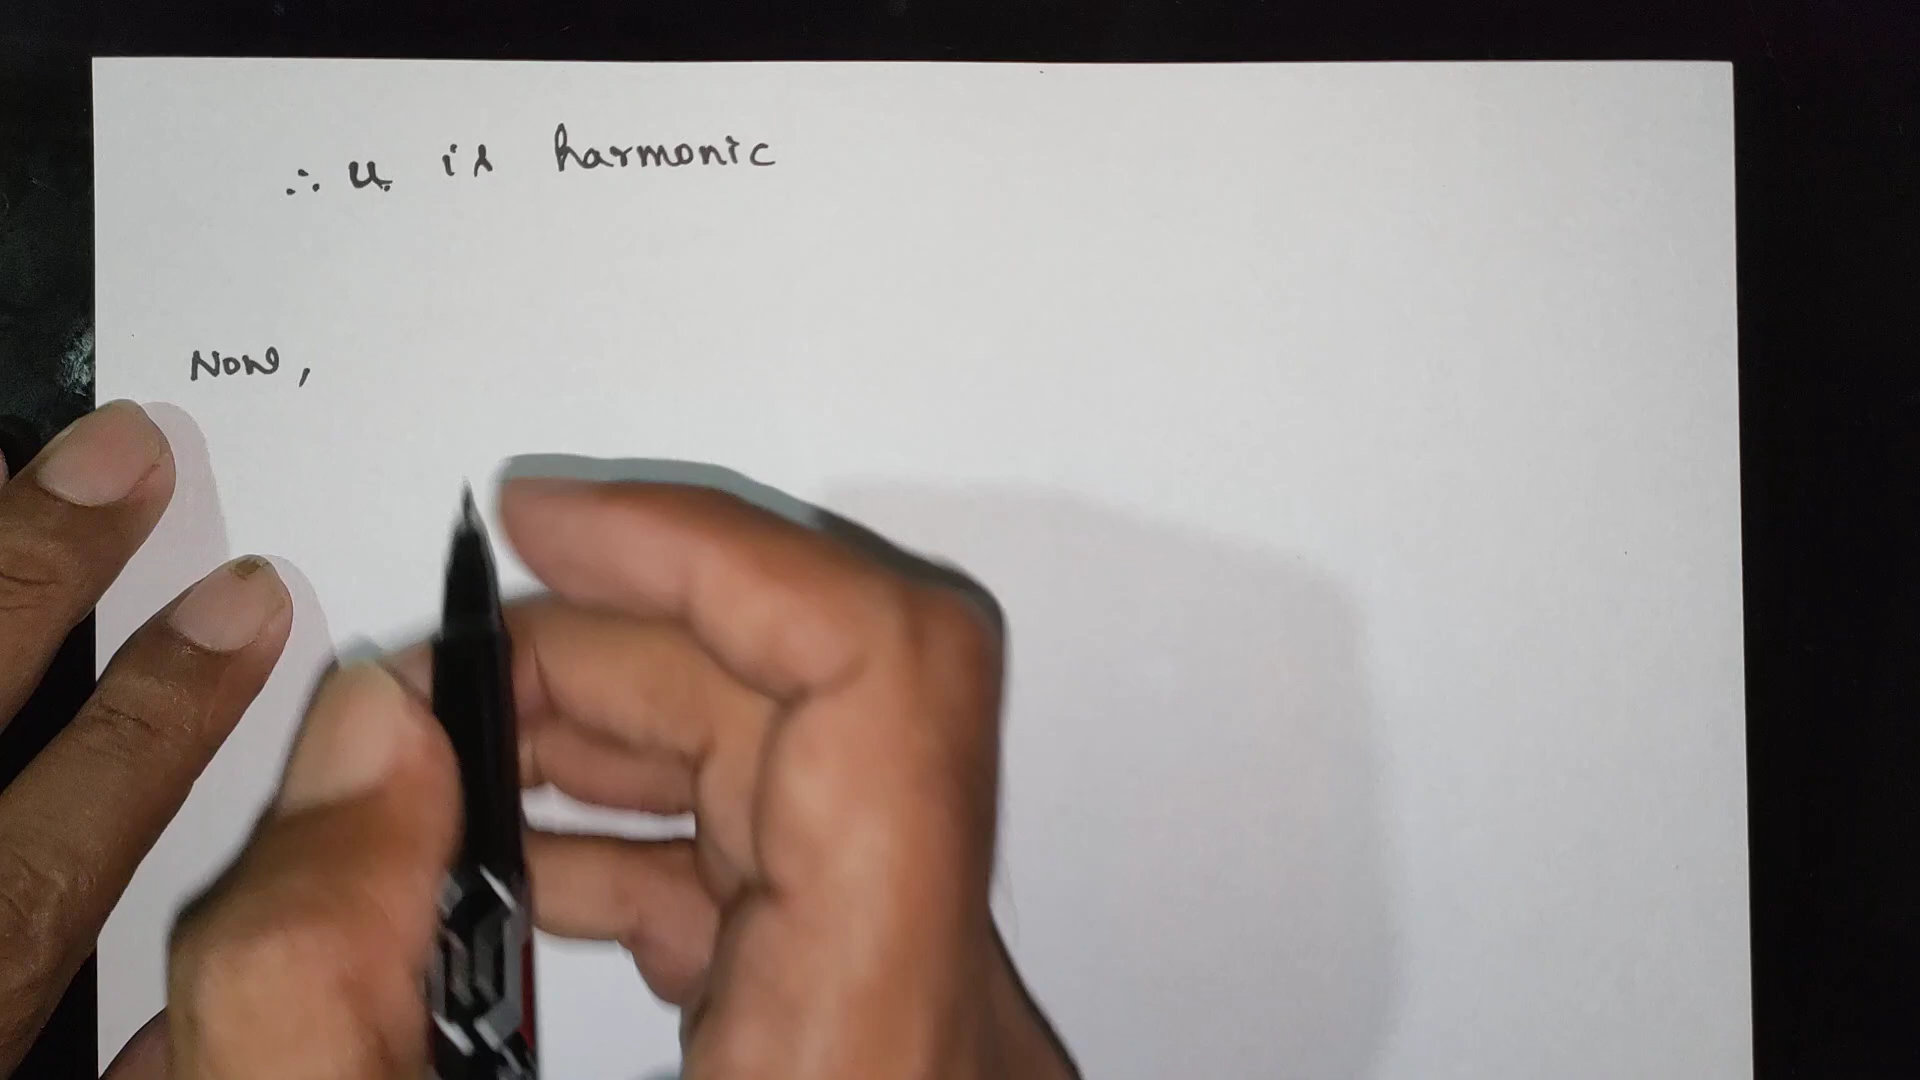 ∴ u is harmonic
Now,